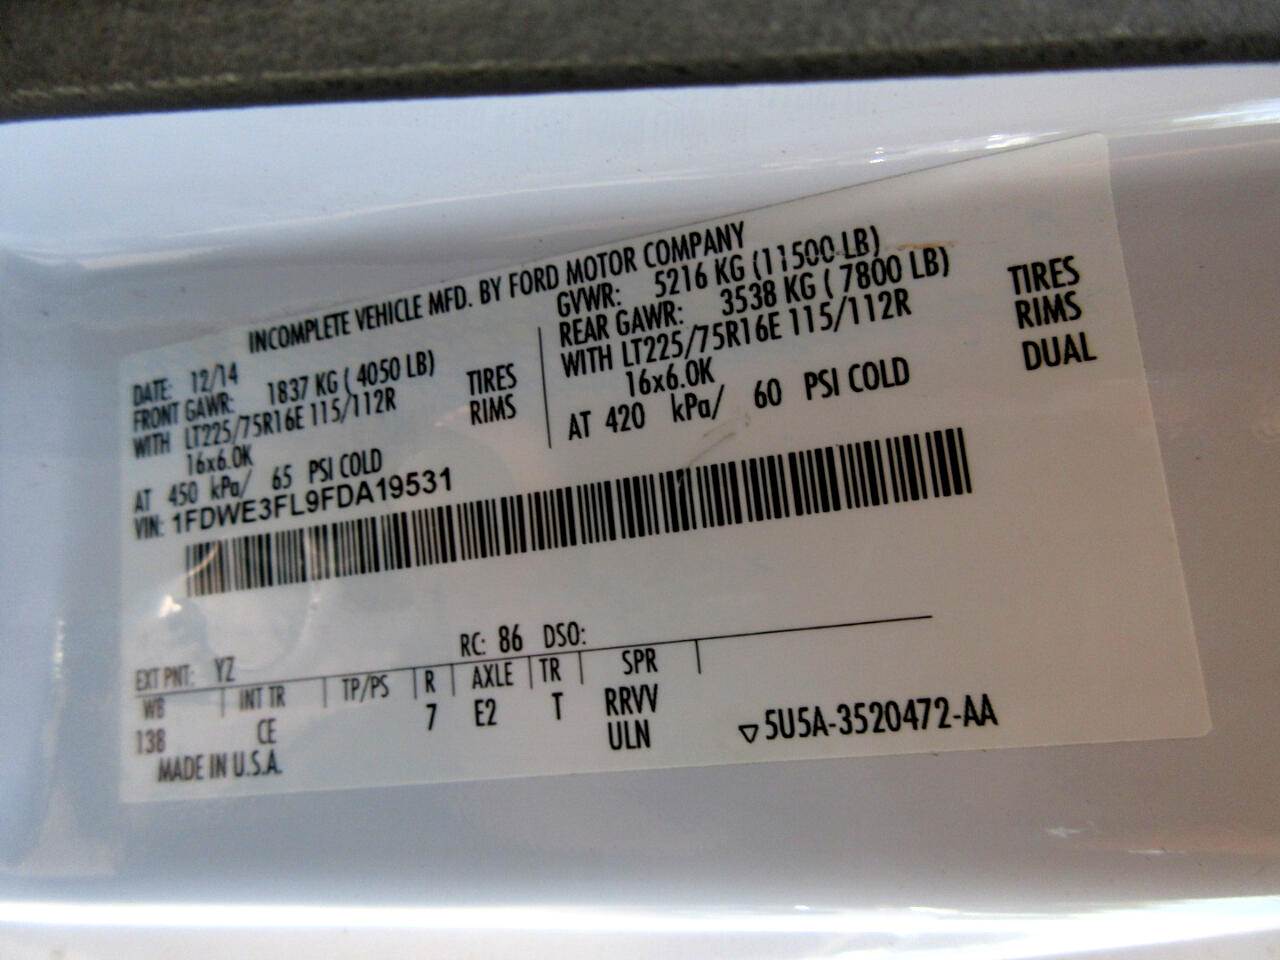 INCOMPLETE VEHICLE MFD. BY FORD MOTOR COMPANY
DATE: 12/14
GVWR: 5216 KG (11500 LB)
FRONT GAWR: 1837 KG ( 4050 LB)
REAR GAWR: 3538 KG ( 7800 LB)
WITH LT225/75R16E 115/112R TIRES
WITH LT225/75R16E 115/112R TIRES
16x6.0K RIMS
16x6.0K RIMS
AT 450 kPa/ 65 PSI COLD
AT 420 kPa/ 60 PSI COLD DUAL
VIN: 1FDWE3FL9FDA19531
EXT PNT: YZ RC: 86 DSO:
WB INT TR TP/PS R AXLE TR SPR
138 CE 7 E2 T RRVV
ULN
MADE IN U.S.A.
▽5U5A-3520472-AA